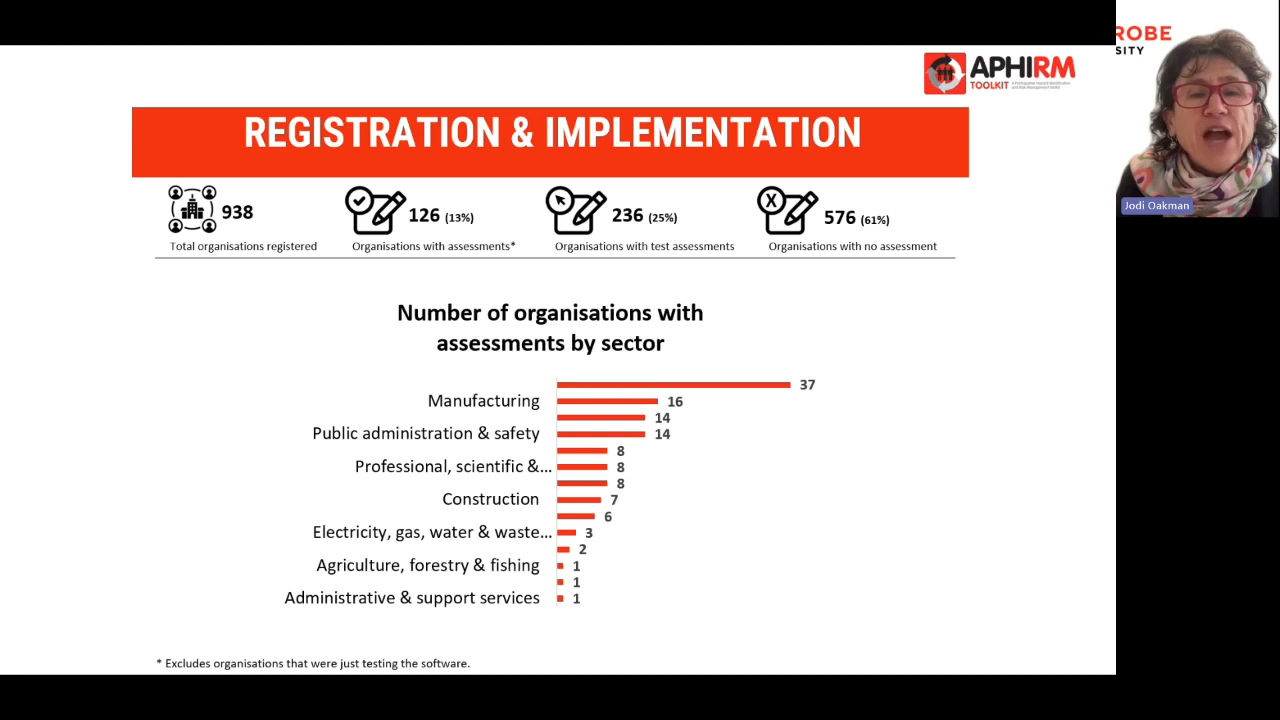 ROBE
SITY
APHIRM
TOOLKIT
REGISTRATION & IMPLEMENTATION
938
126 (13%)
236 (25%)
576 (61%)
Total organisations registered
Organisations with assessments*
Organisations with test assessments
Organisations with no assessment
Jodi Oakman
Number of organisations with
assessments by sector
37
Manufacturing 16
14
Public administration & safety 14
8
Professional, scientific &... 8
8
Construction 7
6
Electricity, gas, water & waste... 3
2
Agriculture, forestry & fishing 1
1
Administrative & support services 1
* Excludes organisations that were just testing the software.